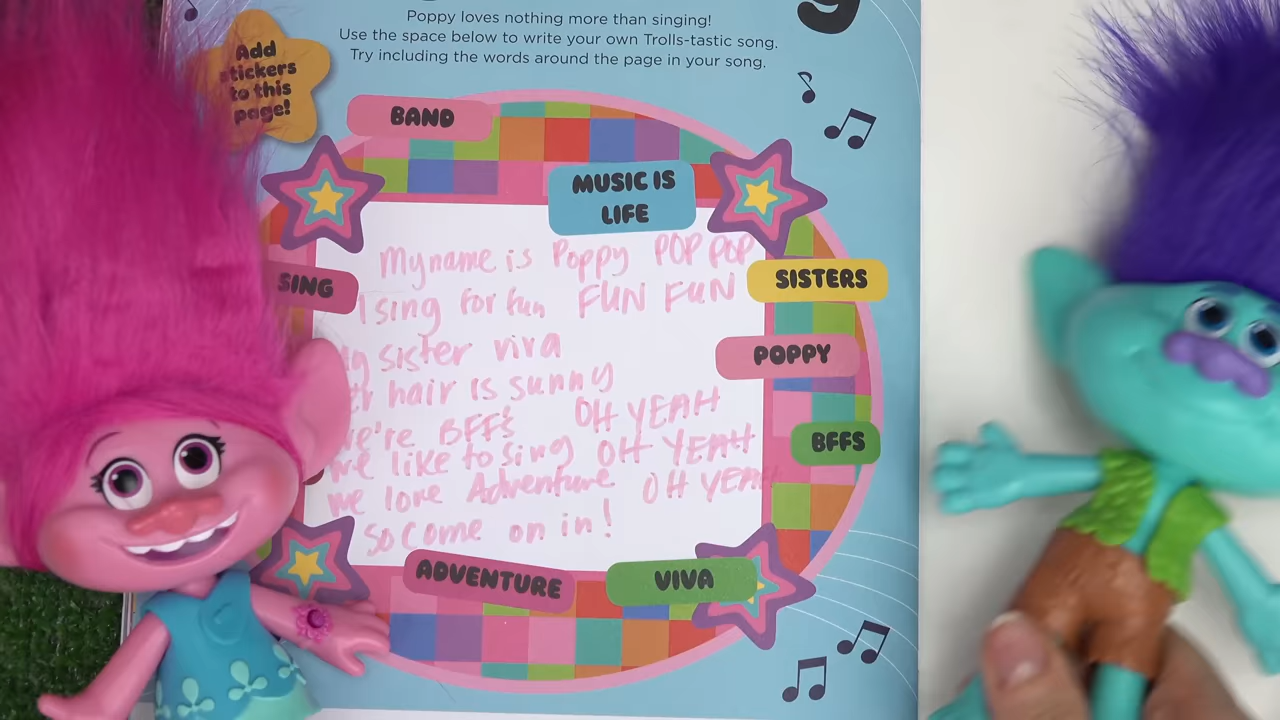 Poppy loves nothing more than singing!
Use the space below to write your own Trolls-tastic song.
Try including the words around the page in your song.
Add
stickers
to this
page!
BAND
MUSIC IS
LIFE
SING
SISTERS
POPPY
BFFS
My name is Poppy POP POP
I sing for fun FUN FUN
sister viva
hair is sunny
we're BFFs OH YEAH
we like to sing OH YEAH
we love Adventure OH YEAH
So come on in!
ADVENTURE
VIVA